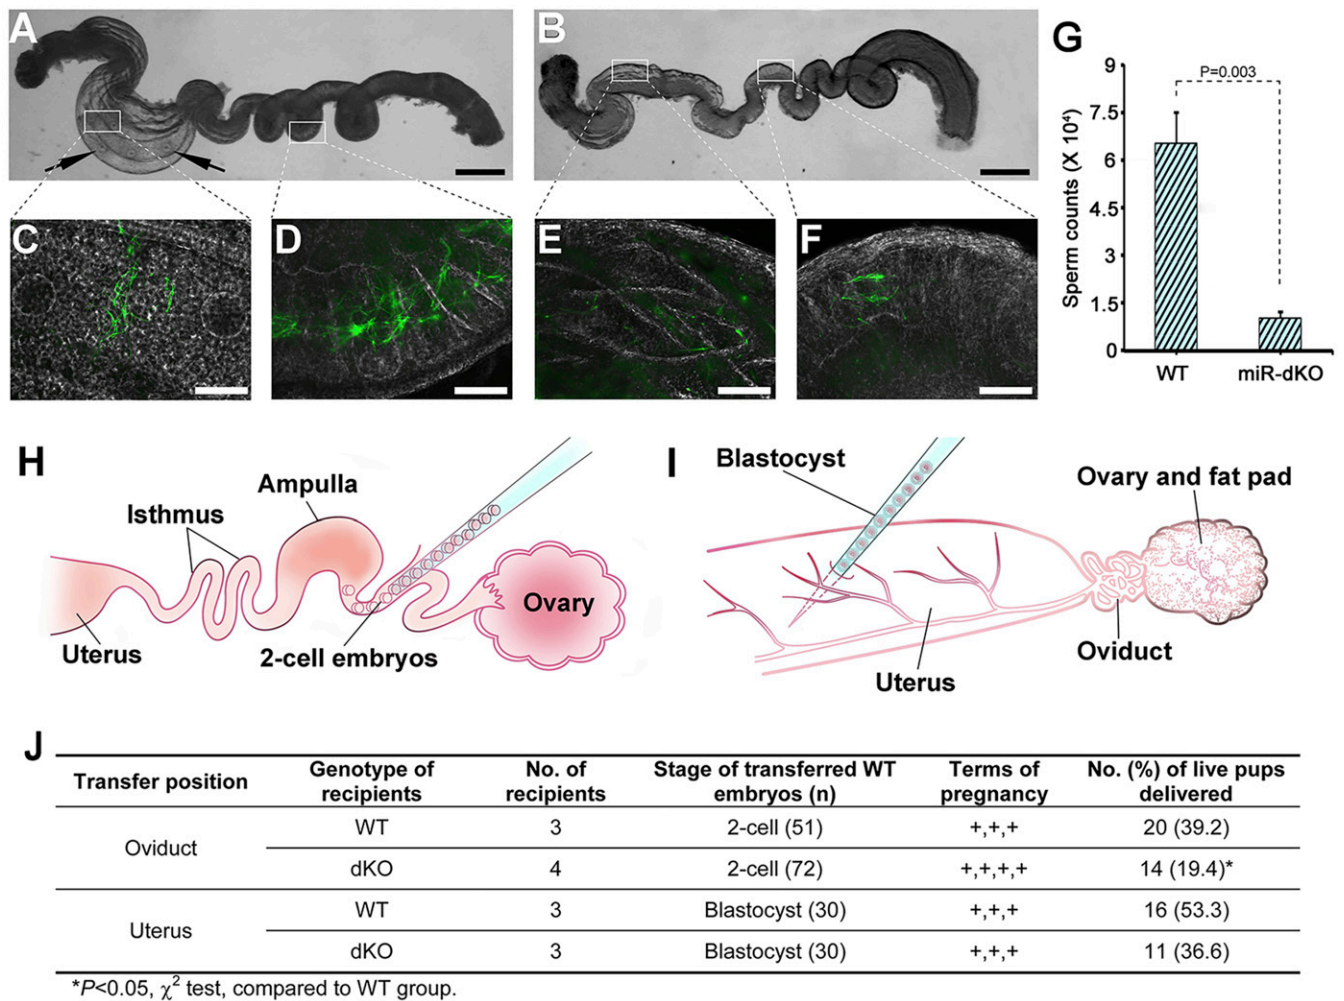 A
B
C
D
E
F
G
9
7.5
6
4.5
3
1.5
0
Sperm counts (X 10⁴)
P=0.003
WT
miR-dKO
H
Isthmus
Ampulla
Uterus
2-cell embryos
Ovary
I
Blastocyst
Ovary and fat pad
Uterus
Oviduct
J
Transfer position
Genotype of
recipients
No. of
recipients
Stage of transferred WT
embryos (n)
Terms of
pregnancy
No. (%) of live pups
delivered
Oviduct
WT 3 2-cell (51) +,+,+ 20 (39.2)
dKO 4 2-cell (72) +,+,+,+ 14 (19.4)*
Uterus
WT 3 Blastocyst (30) +,+,+ 16 (53.3)
dKO 3 Blastocyst (30) +,+,+ 11 (36.6)
*P<0.05, χ² test, compared to WT group.